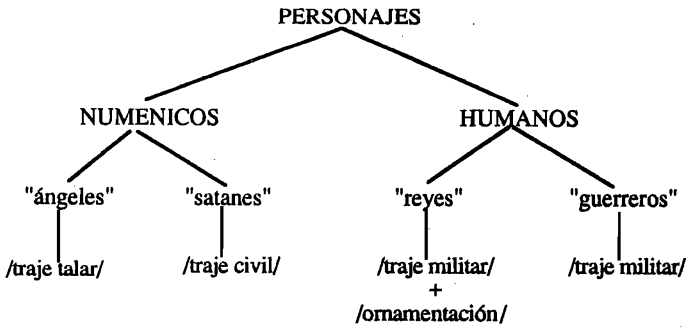 PERSONAJES
NUMENICOS HUMANOS
"ángeles" "satanes" "reyes" "guerreros"
/traje talar/ /traje civil/ /traje militar/ /traje militar/
+
/ornamentación/